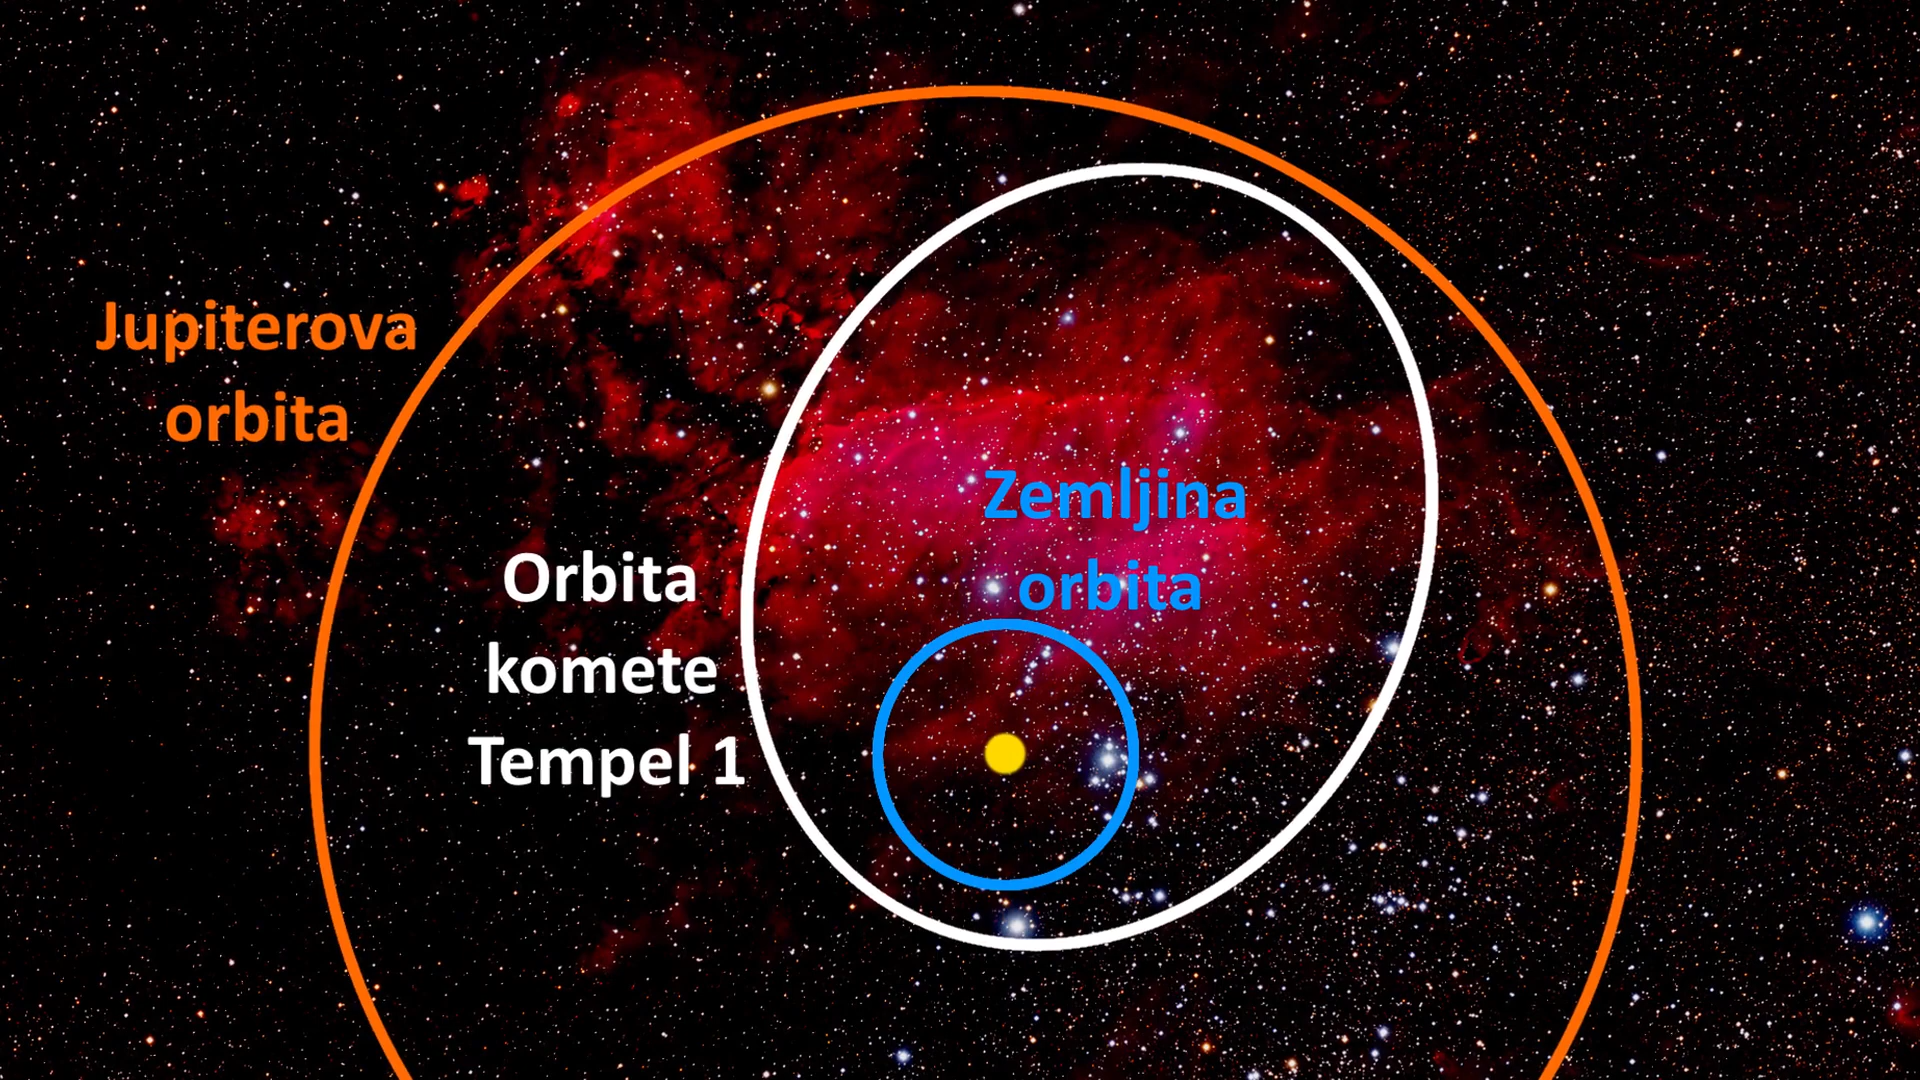 Jupiterova
orbita
Orbita
komete
Tempel 1
Zemljina
orbita